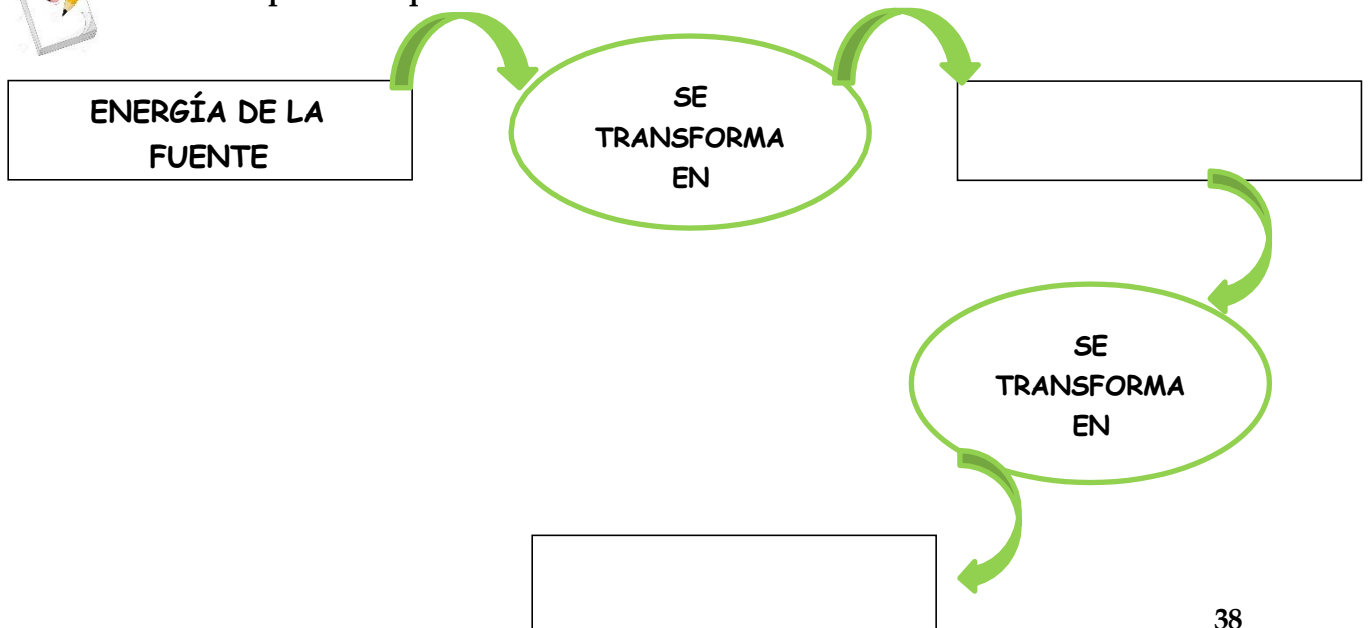 ENERGÍA DE LA
FUENTE
SE
TRANSFORMA
EN
SE
TRANSFORMA
EN
38